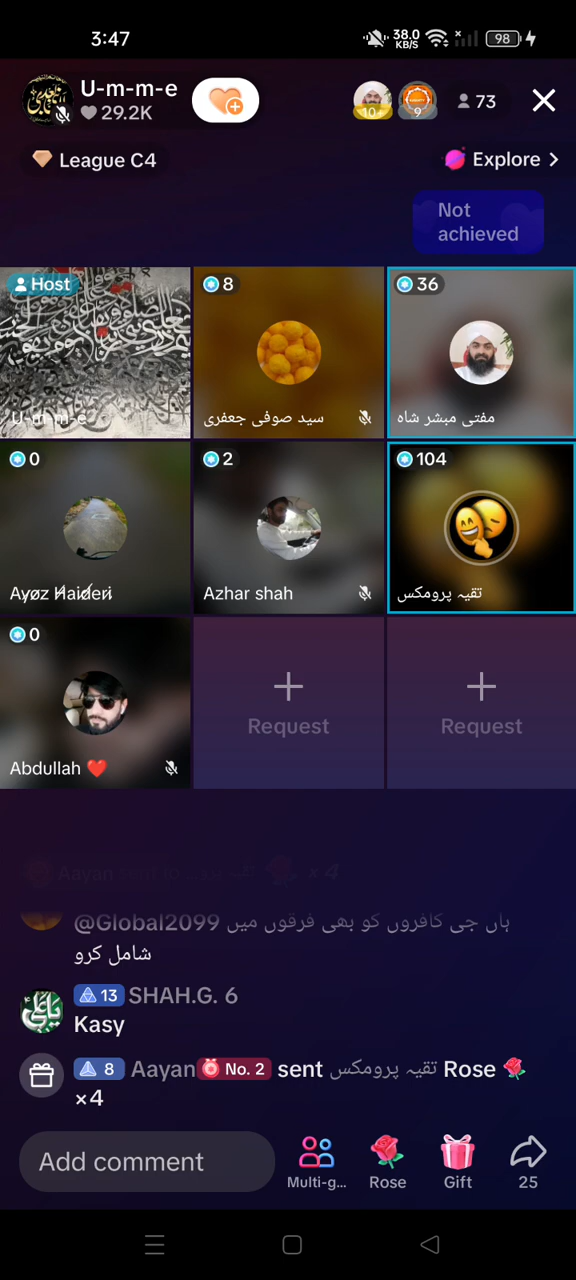 3:47
38.0
KB/S
98
U-m-m-e
29.2K
10
9
73
League C4
Explore
Not
achieved
Host
U-m-m-e
8
سید صوفی جعفری
36
مفتی مبشر شاہ
0
Ayøz Haideri
2
Azhar shah
104
تقیہ پرومکس
0
Abdullah ❤️
Request
Request
Aayan sent
×4
@Global2099 ہاں جی کافروں کو بھی فرقوں میں
شامل کرو
13 SHAH.G. 6
Kasy
8 Aayan No. 2 sent تقیہ پرومکس Rose 🌹
×4
Add comment
Multi-g...
Rose
Gift
25